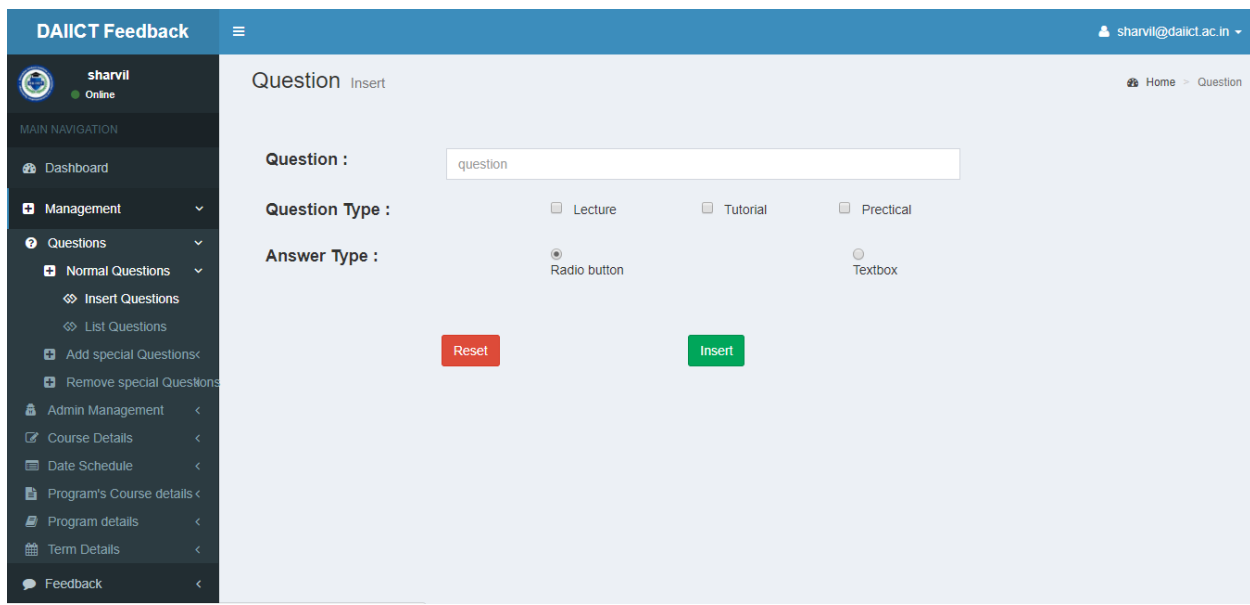 DAIICT Feedback
sharvil@daiict.ac.in
sharvil
Online
MAIN NAVIGATION
Dashboard
Management
Questions
Normal Questions
Insert Questions
List Questions
Add special Questions
Remove special Questions
Admin Management
Course Details
Date Schedule
Program's Course details
Program details
Term Details
Feedback
Question Insert
Home > Question
Question :
question
Question Type :
Lecture
Tutorial
Prectical
Answer Type :
Radio button
Textbox
Reset
Insert